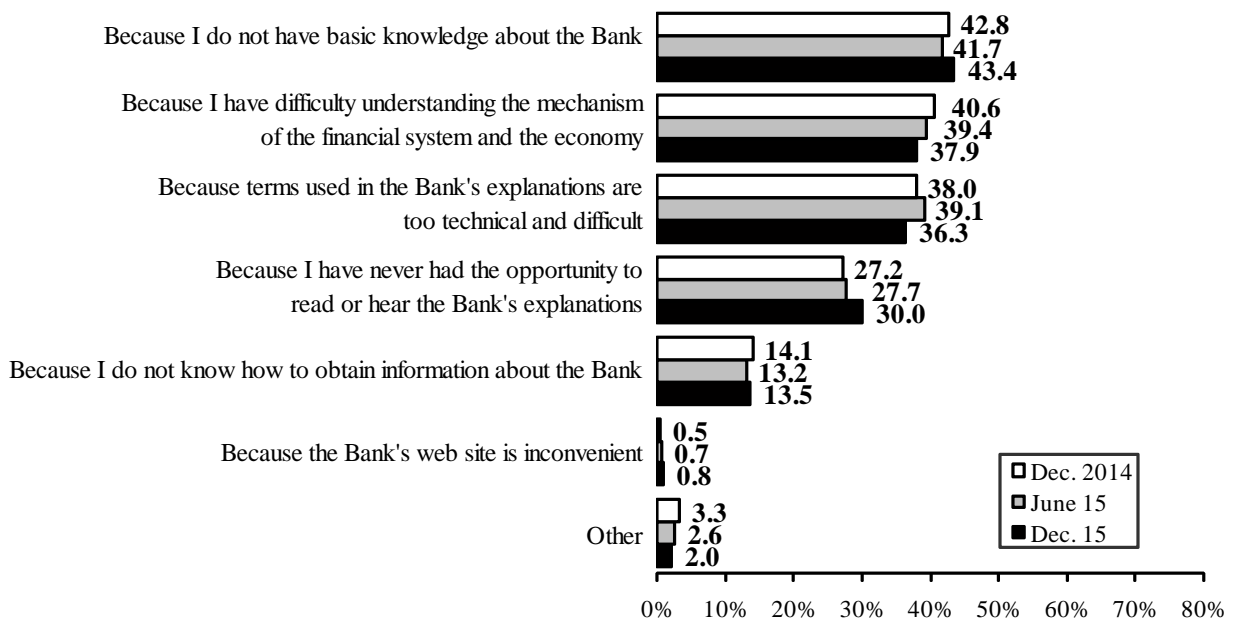 Because I do not have basic knowledge about the Bank
42.8
41.7
43.4
Because I have difficulty understanding the mechanism
of the financial system and the economy
40.6
39.4
37.9
Because terms used in the Bank's explanations are
too technical and difficult
38.0
39.1
36.3
Because I have never had the opportunity to
read or hear the Bank's explanations
27.2
27.7
30.0
Because I do not know how to obtain information about the Bank
14.1
13.2
13.5
Because the Bank's web site is inconvenient
0.5
0.7
0.8
Other
3.3
2.6
2.0
Dec. 2014
June 15
Dec. 15
0% 10% 20% 30% 40% 50% 60% 70% 80%